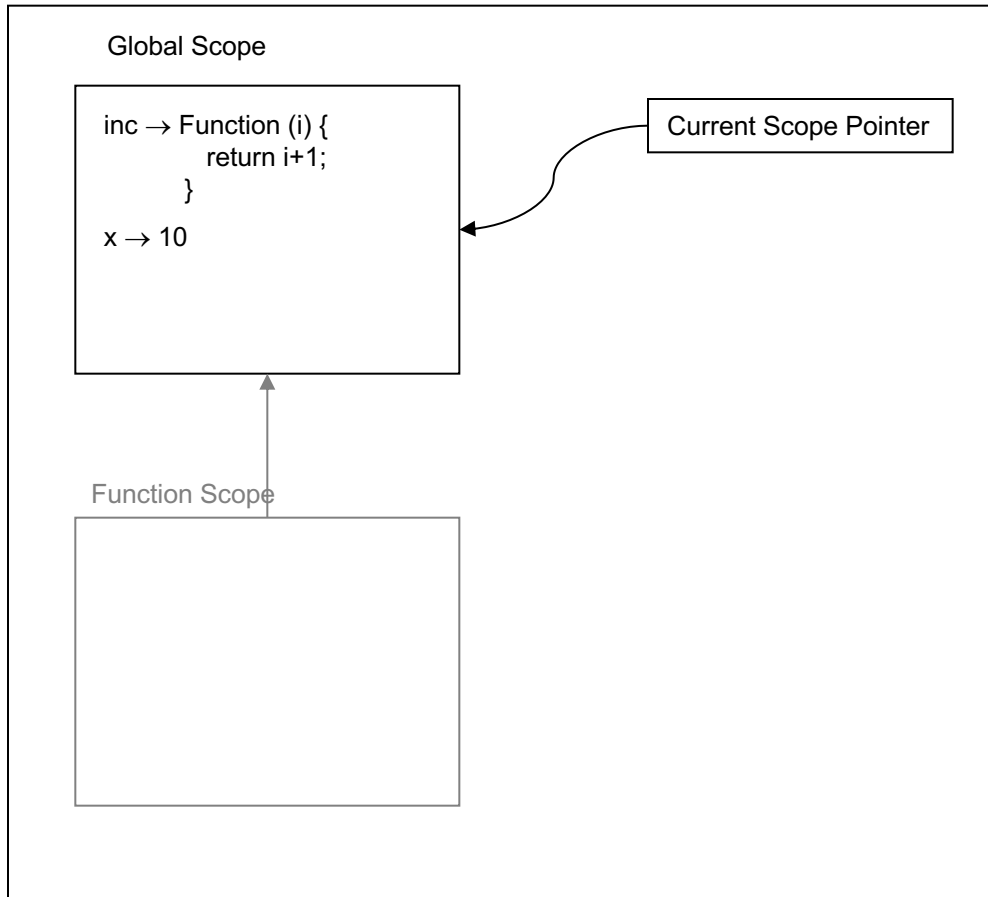 Global Scope
inc → Function (i) {
return i+1;
}
x → 10
Current Scope Pointer
Function Scope